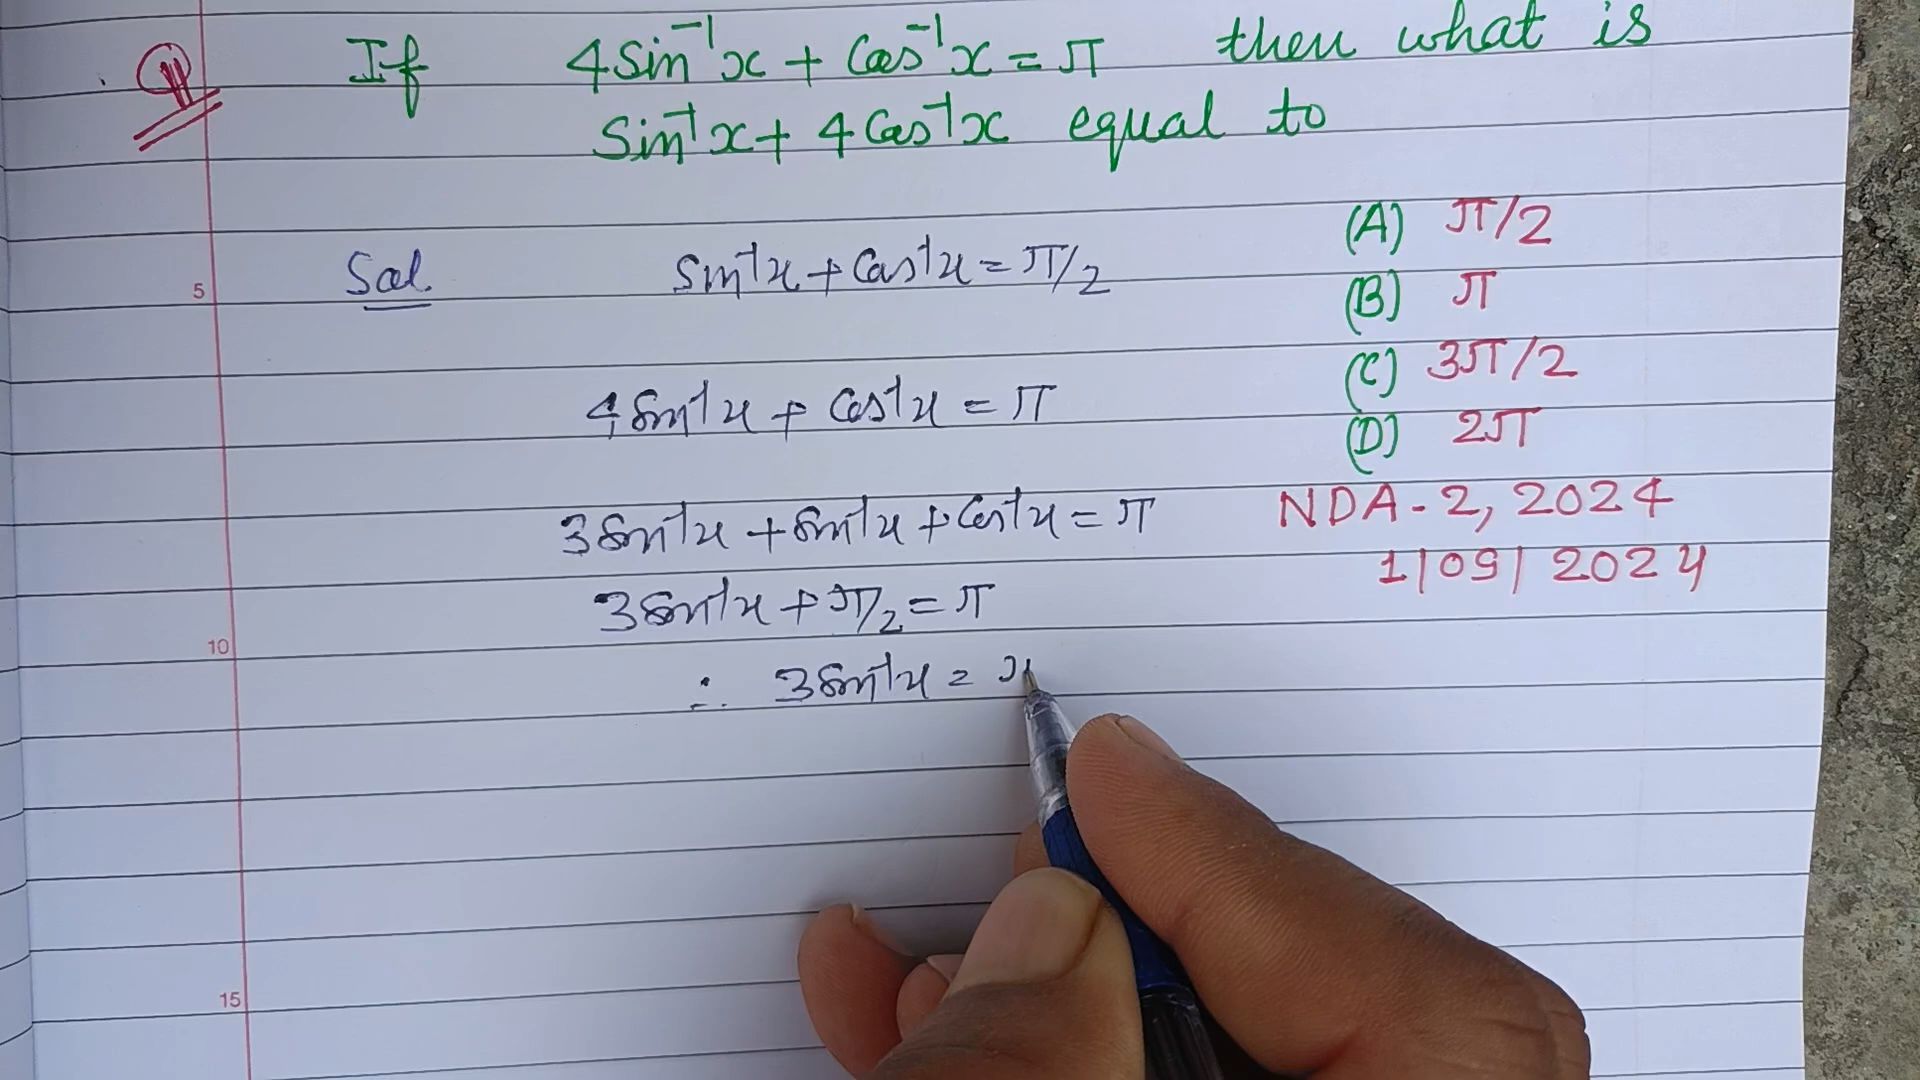 Q If 4Sin⁻¹x + Cos⁻¹x = π then what is
Sin⁻¹x + 4Cos⁻¹x equal to
(A) π/2
Sol. Sin⁻¹x + Cos⁻¹x = π/2
5
(B) π
(C) 3π/2
4Sin⁻¹x + Cos⁻¹x = π
(D) 2π
3Sin⁻¹x + Sin⁻¹x + Cos⁻¹x = π
NDA-2, 2024
1/09/2024
3Sin⁻¹x + π/2 = π
10
∴ 3Sin⁻¹x = π
15